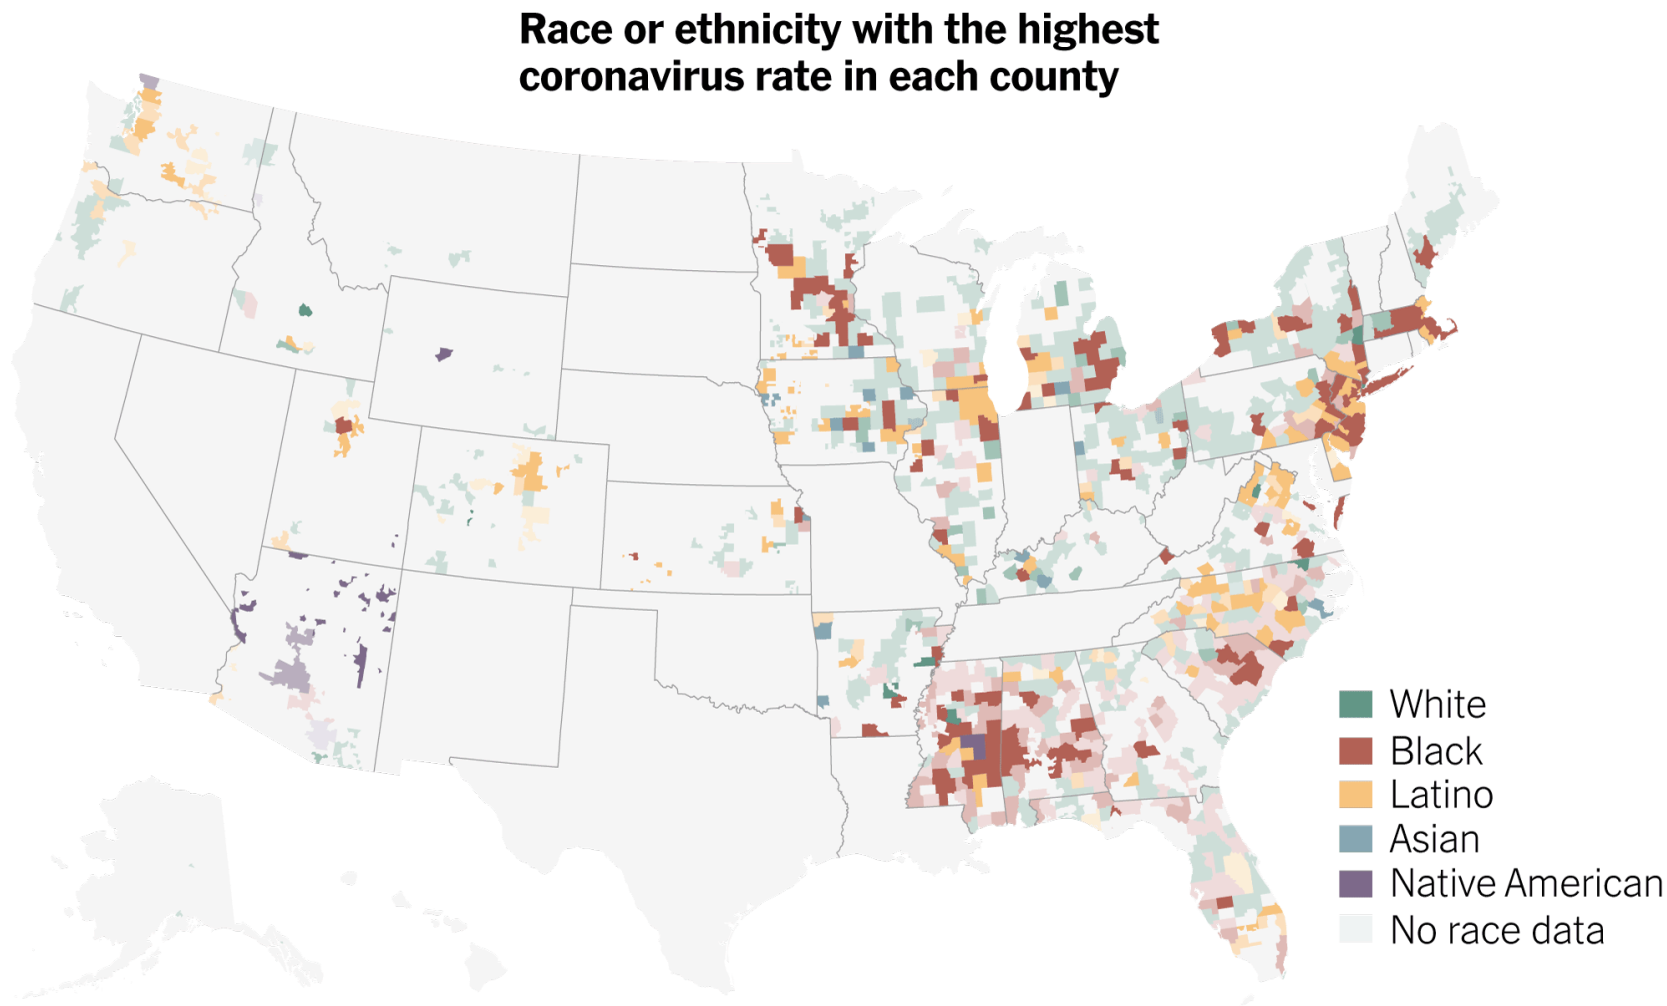 Race or ethnicity with the highest
coronavirus rate in each county
White
Black
Latino
Asian
Native American
No race data